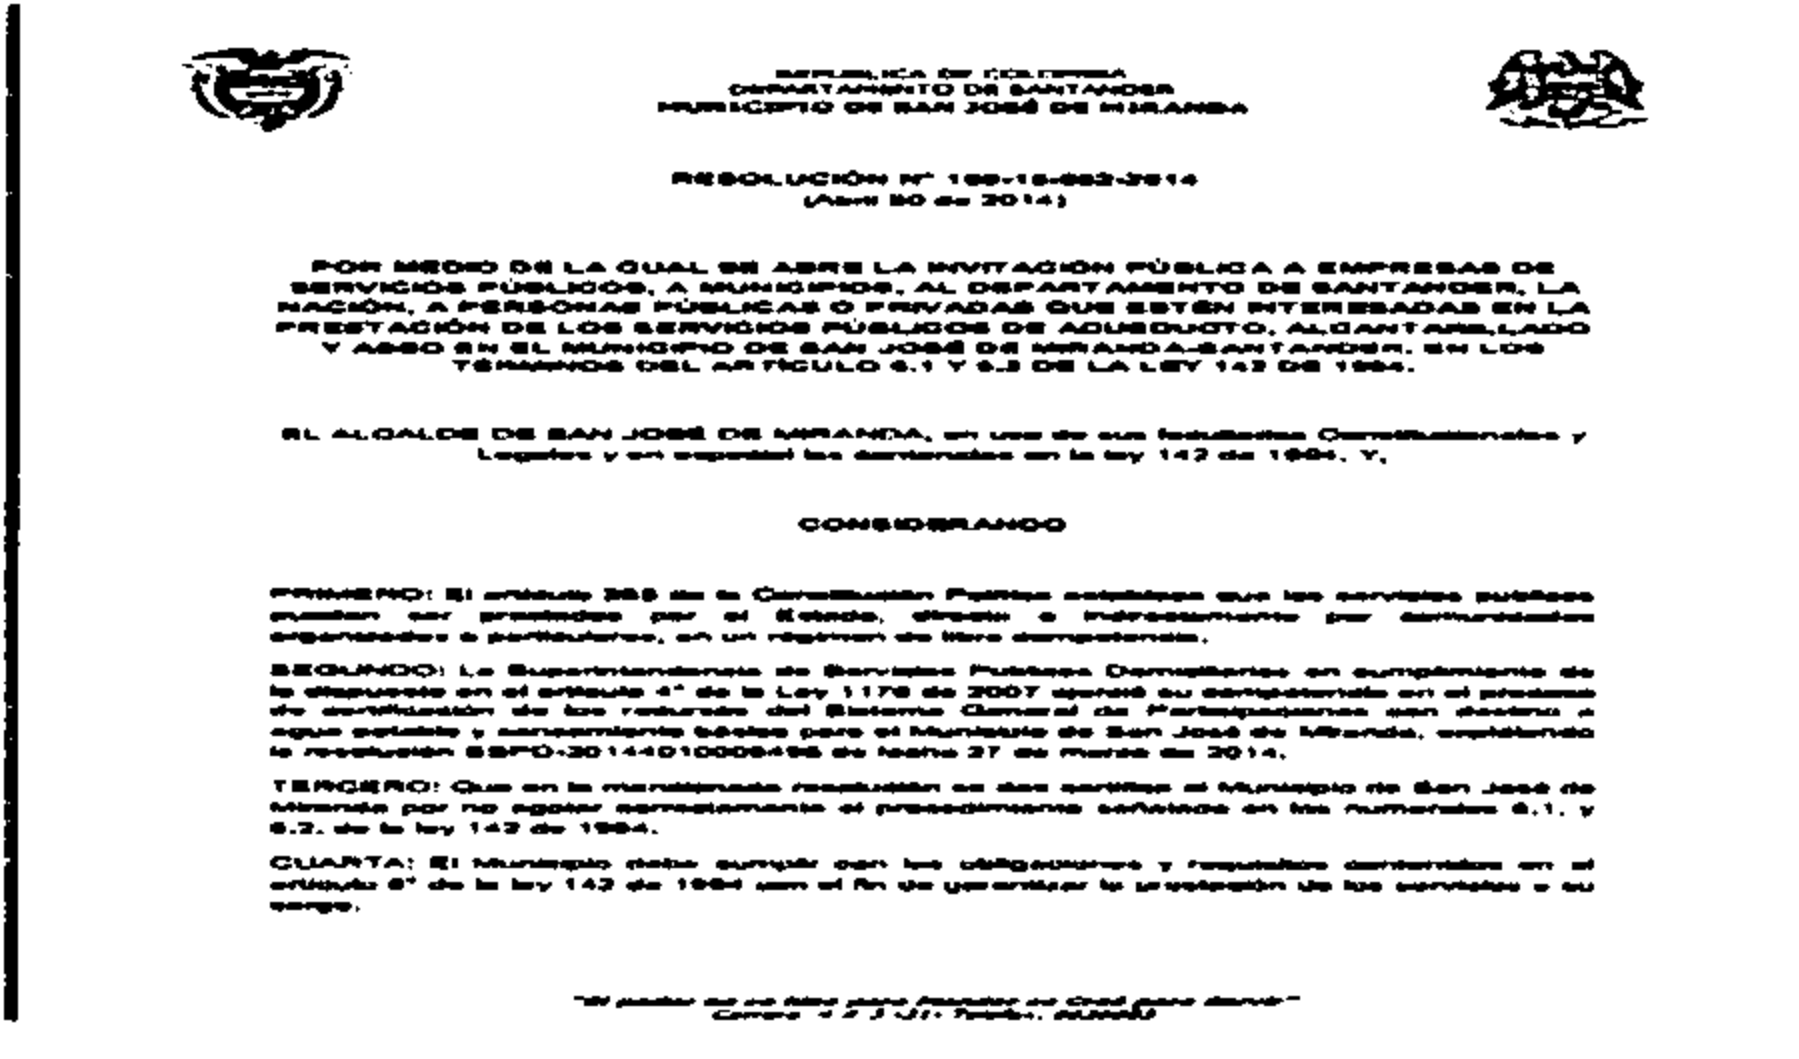 REPUBLICA DE COLOMBIA
DEPARTAMENTO DE SANTANDER
MUNICIPIO DE SAN JOSÉ DE MIRANDA
RESOLUCIÓN N°
(Abril de 2014)
POR MEDIO DE LA CUAL SE ABRE LA INVITACIÓN PÚBLICA A EMPRESAS DE
SERVICIOS PÚBLICOS, A MUNICIPIOS, AL DEPARTAMENTO DE SANTANDER, LA
NACIÓN, A PERSONAS PÚBLICAS O PRIVADAS QUE ESTÉN INTERESADAS EN LA
PRESTACIÓN DE LOS SERVICIOS PÚBLICOS DE ACUEDUCTO, ALCANTARILLADO
Y ASEO EN EL MUNICIPIO DE SAN JOSÉ DE MIRANDA-SANTANDER, EN LOS
TÉRMINOS DEL ARTÍCULO 6.1 Y 6.2 DE LA LEY 142 DE 1994.
EL ALCALDE DE SAN JOSÉ DE MIRANDA, en uso de sus facultades Constitucionales y
Legales y en especial las contenidas en la ley 142 de 1994. Y,
CONSIDERANDO
PRIMERO: El artículo 365 de la Constitución Política establece que los servicios publicos
pueden ser prestados por el Estado, directa o indirectamente por comunidades
organizadas o particulares, en un régimen de libre competencia.
SEGUNDO: La Superintendencia de Servicios Publicos Domiciliarios en cumplimiento de
lo dispuesto en el artículo 4° de la Ley 1176 de 2007 ejerció su competencia en el proceso
de certificación de los recursos del Sistema General de Participaciones con destino a
agua potable y saneamiento básico para el Municipio de San José de Miranda, expidiendo
la resolución de fecha 27 de marzo de 2014.
TERCERO: Que en la mencionada resolución se des certifica al Municipio de San José de
Miranda por no agotar correctamente el procedimiento señalado en los numerales 6.1. y
6.2. de la ley 142 de 1994.
CUARTA: El Municipio debe cumplir con las obligaciones y requisitos contenidos en el
artículo 6° de la ley 142 de 1994 con el fin de garantizar la prestación de los servicios a su
cargo.
"El poder de un para
Carrera